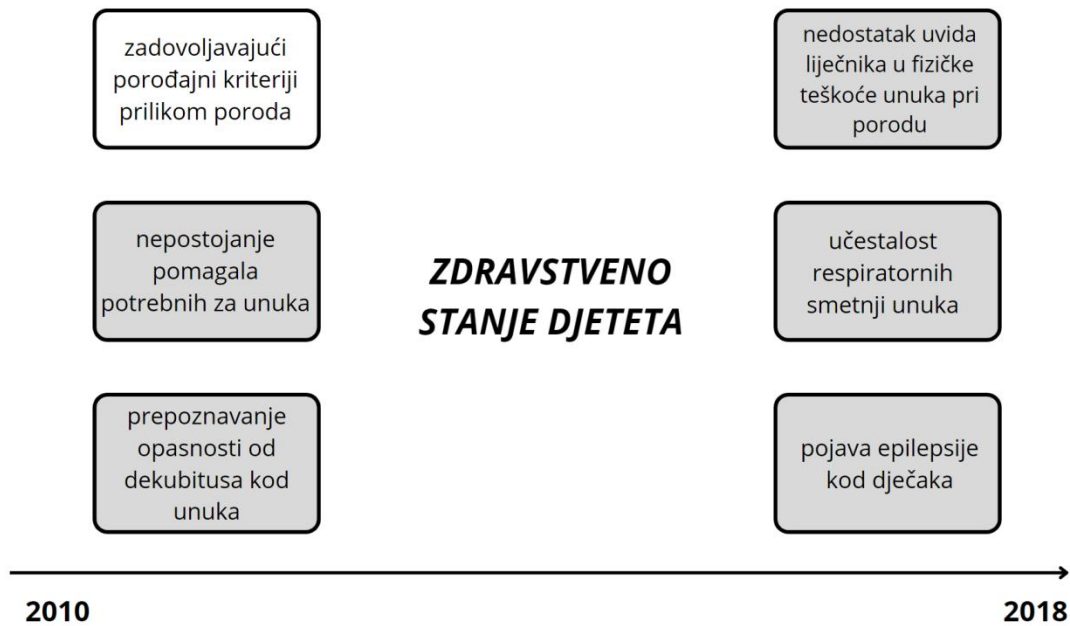 zadovoljavajući
porođajni kriteriji
prilikom poroda
nedostatak uvida
liječnika u fizičke
teškoće unuka pri
porodu
nepostojanje
pomagala
potrebnih za unuka
ZDRAVSTVENO
STANJE DJETETA
učestalost
respiratornih
smetnji unuka
prepoznavanje
opasnosti od
dekubitusa kod
unuka
pojava epilepsije
kod dječaka
2010
2018